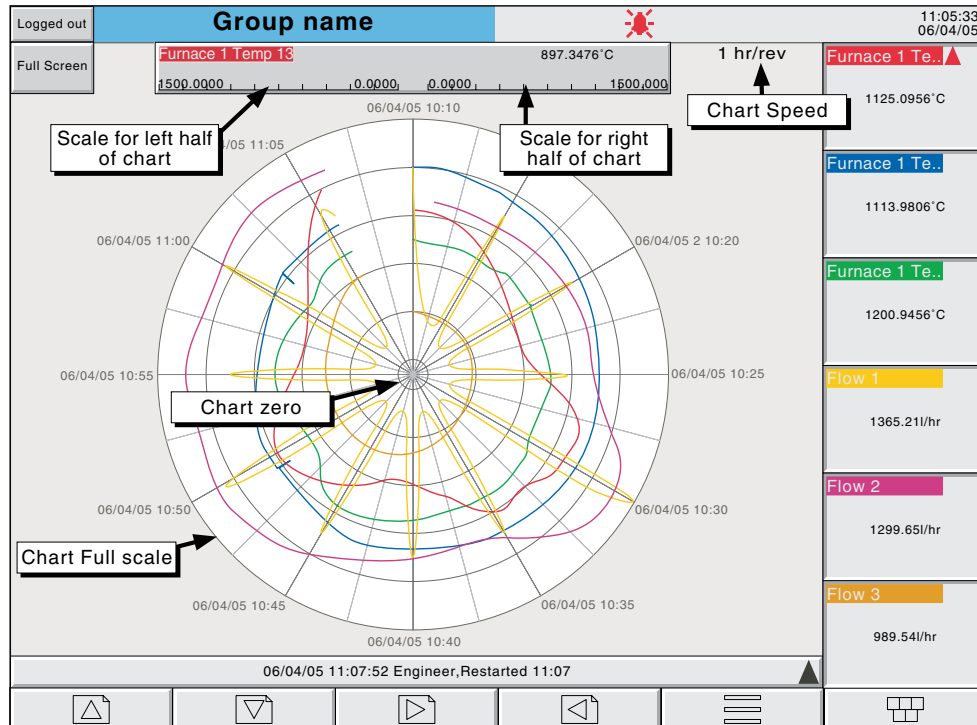 Logged out
Group name
11:05:33
06/04/05
Full Screen
Furnace 1 Temp 13
897.3476˚C
1500.0000
0.0000
0.0000
1500.000
1 hr/rev
Chart Speed
Scale for left half
of chart
Scale for right
half of chart
06/04/05 10:10
/05 11:05
06/04/05 11:00
06/04/05 2 10:20
06/04/05 10:55
06/04/05 10:25
Chart zero
06/04/05 10:50
06/04/05 10:30
Chart Full scale
06/04/05 10:45
06/04/05 10:35
06/04/05 10:40
Furnace 1 Te..
1125.0956˚C
Furnace 1 Te..
1113.9806˚C
Furnace 1 Te..
1200.9456˚C
Flow 1
1365.21l/hr
Flow 2
1299.65l/hr
Flow 3
989.54l/hr
06/04/05 11:07:52 Engineer,Restarted 11:07